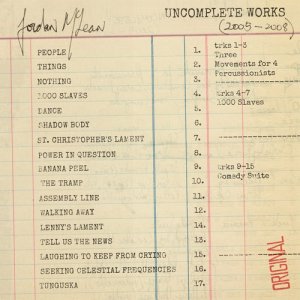 Jordan McLean
UNCOMPLETE WORKS
(2005-2008)
PEOPLE 1. trks 1-3
Three
THINGS 2. Movements for 4
Percussionists
NOTHING 3.
1000 SLAVES 4. trks 4-7
1000 Slaves
DANCE 5.
SHADOW BODY 6.
ST. CHRISTOPHER'S LAMENT 7.
POWER IN QUESTION 8.
BANANA PEEL 9. trks 9-15
Comedy Suite
THE TRAMP 10.
ASSEMBLY LINE 11.
WALKING AWAY 12.
LENNY'S LAMENT 13.
TELL US THE NEWS 14.
LAUGHING TO KEEP FROM CRYING 15.
SEEKING CELESTIAL FREQUENCIES 16.
TUNGUSKA 17.
ORIGINAL